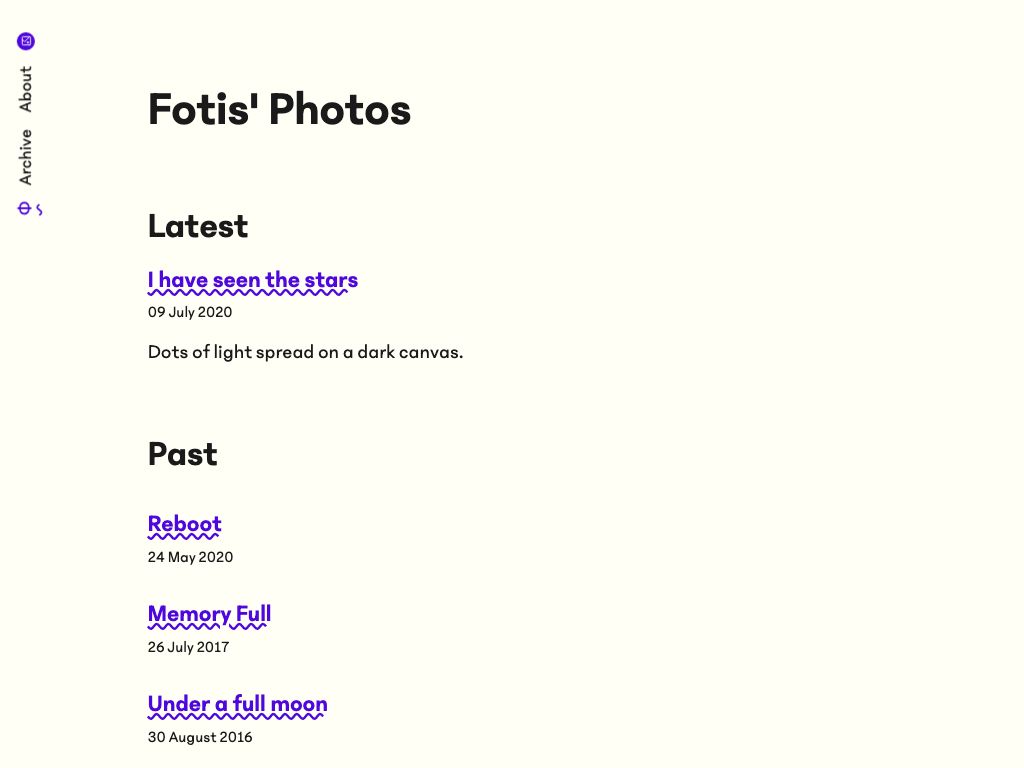 About
Archive
Fotis' Photos
Latest
I have seen the stars
09 July 2020
Dots of light spread on a dark canvas.
Past
Reboot
24 May 2020
Memory Full
26 July 2017
Under a full moon
30 August 2016